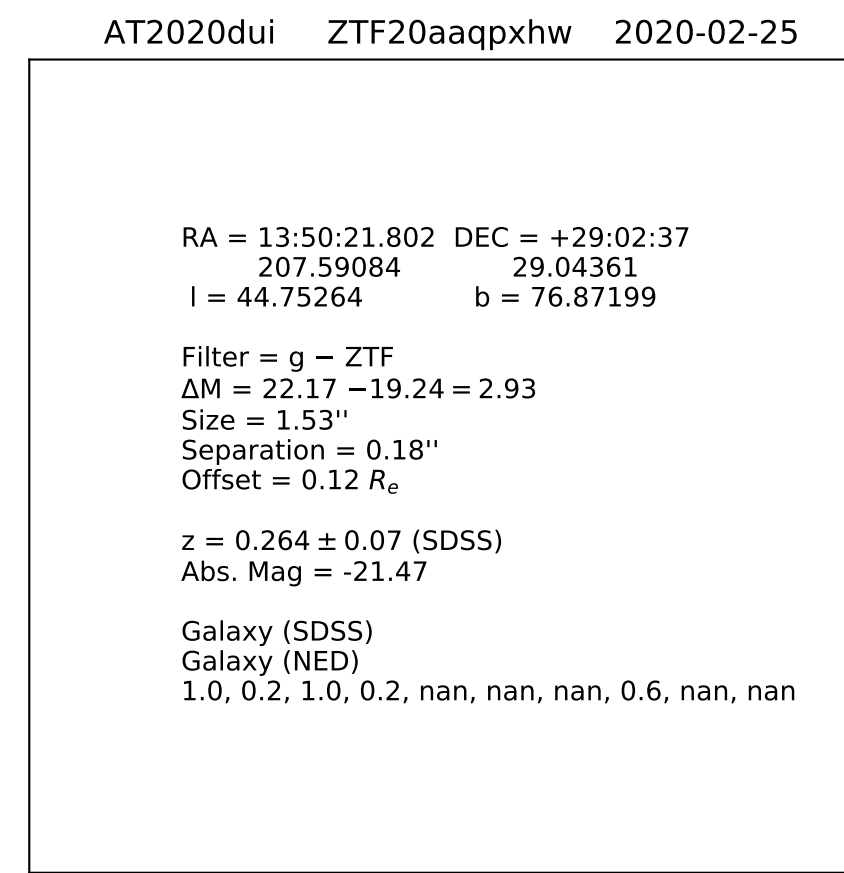 AT2020dui ZTF20aaqpxhw 2020-02-25
RA = 13:50:21.802 DEC = +29:02:37
207.59084 29.04361
l = 44.75264 b = 76.87199
Filter = g − ZTF
ΔM = 22.17 −19.24 = 2.93
Size = 1.53''
Separation = 0.18''
Offset = 0.12 Rₑ
z = 0.264 ± 0.07 (SDSS)
Abs. Mag = -21.47
Galaxy (SDSS)
Galaxy (NED)
1.0, 0.2, 1.0, 0.2, nan, nan, nan, 0.6, nan, nan